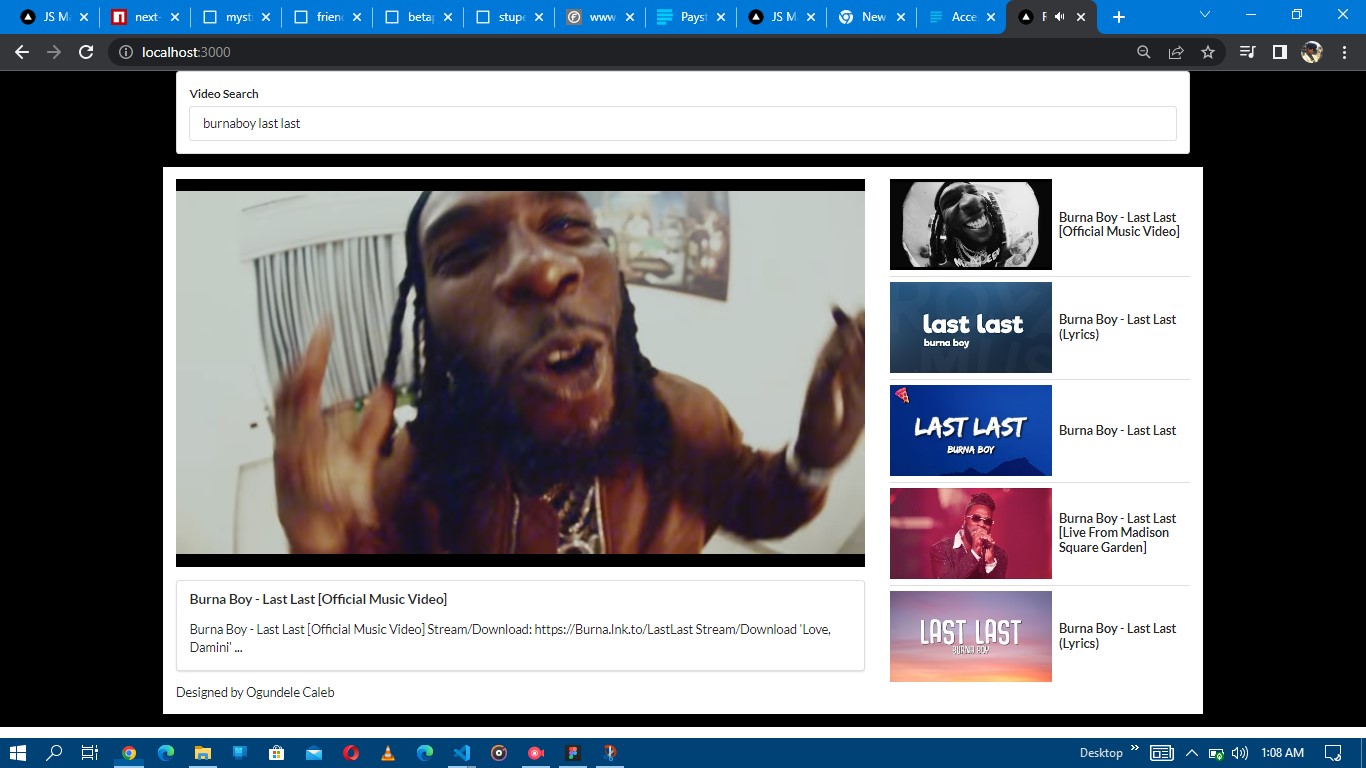 JS M
next-
myst
frien
beta
stupe
www
Payst
JS M
New
Acce
F
localhost:3000
Video Search
burnaboy last last
Burna Boy - Last Last
[Official Music Video]
last last
burna boy
Burna Boy - Last Last
(Lyrics)
LAST LAST
BURNA BOY
Burna Boy - Last Last
Burna Boy - Last Last
[Live From Madison
Square Garden]
LAST LAST
BURNA BOY
Burna Boy - Last Last
(Lyrics)
Burna Boy - Last Last [Official Music Video]
Burna Boy - Last Last [Official Music Video] Stream/Download: https://Burna.lnk.to/LastLast Stream/Download 'Love,
Damini' ...
Designed by Ogundele Caleb
Desktop
1:08 AM